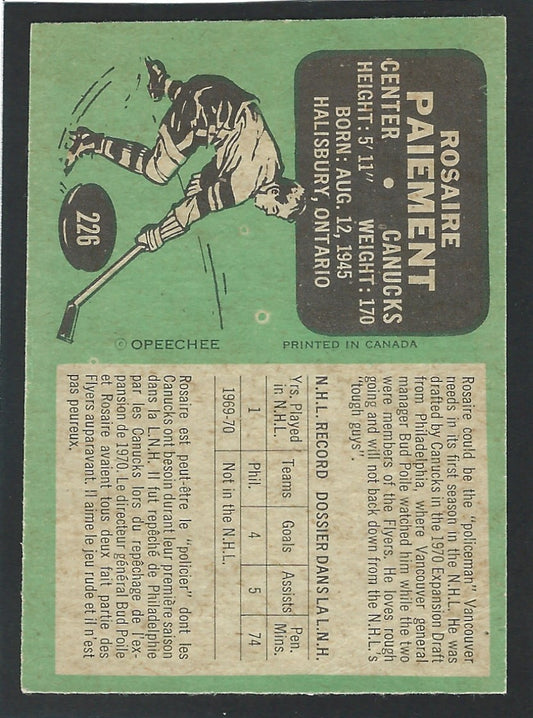 ROSAIRE
PAIEMENT
CENTER • CANUCKS
HEIGHT: 5' 11" WEIGHT: 170
BORN: AUG. 12, 1945
HALISBURY, ONTARIO
226
© OPEECHEE PRINTED IN CANADA
Rosaire could be the "policeman" Vancouver
needs in its first season in the N.H.L. He was
drafted by Canucks in the 1970 Expansion Draft
from Philadelphia, where Vancouver general
manager Bud Poile watched him while the two
were members of the Flyers. He loves rough
going and will not back down from the N.H.L.'s
"tough guys".
N.H.L. RECORD DOSSIER DANS LA L.N.H.
Yrs. Played Teams Goals Assists Pen.
in N.H.L. Mins.
1 Phil. 4 5 74
1969-70 Not in the N.H.L.
Rosaire est peut-être le "policier" dont les
Canucks ont besoin durant leur première saison
dans la L.N.H. Il fut repêché de Philadelphie
par les Canucks lors du repêchage de l'ex-
pansion de 1970. Le directeur général Burd Poile
et Rosaire avaient tous deux fait partie des
Flyers auparavant. Il aime le jeu rude et il n'est
pas peureux.